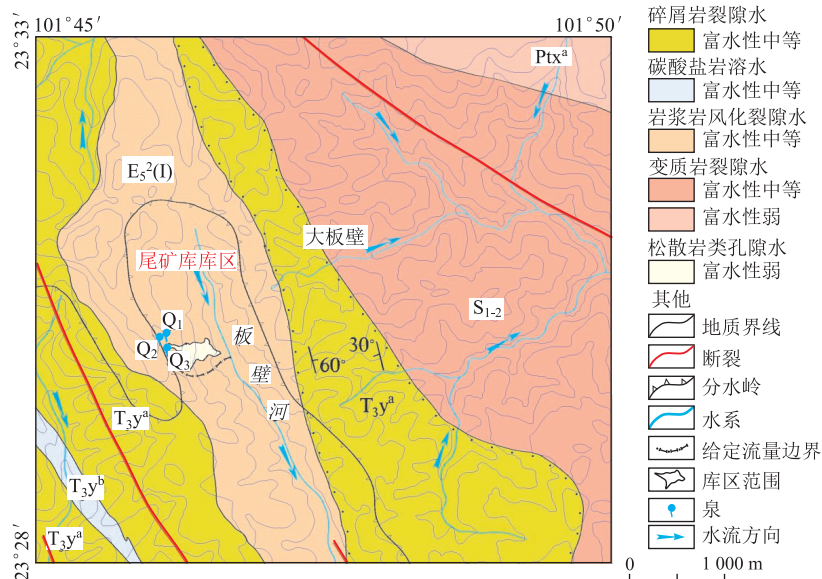 101°45′
101°50′
23°33′
23°28′
Ptxᵃ
E₅²(I)
大板壁
尾矿库库区
S₁₋₂
Q₁
Q₂
Q₃
板
壁
河
30°
60°
T₃yᵃ
T₃yᵃ
T₃yᵇ
T₃yᵃ
碎屑岩裂隙水
富水性中等
碳酸盐岩溶水
富水性中等
岩浆岩风化裂隙水
富水性中等
变质岩裂隙水
富水性中等
富水性弱
松散岩类孔隙水
富水性弱
其他
地质界线
断裂
分水岭
水系
给定流量边界
库区范围
泉
水流方向
0 1 000 m